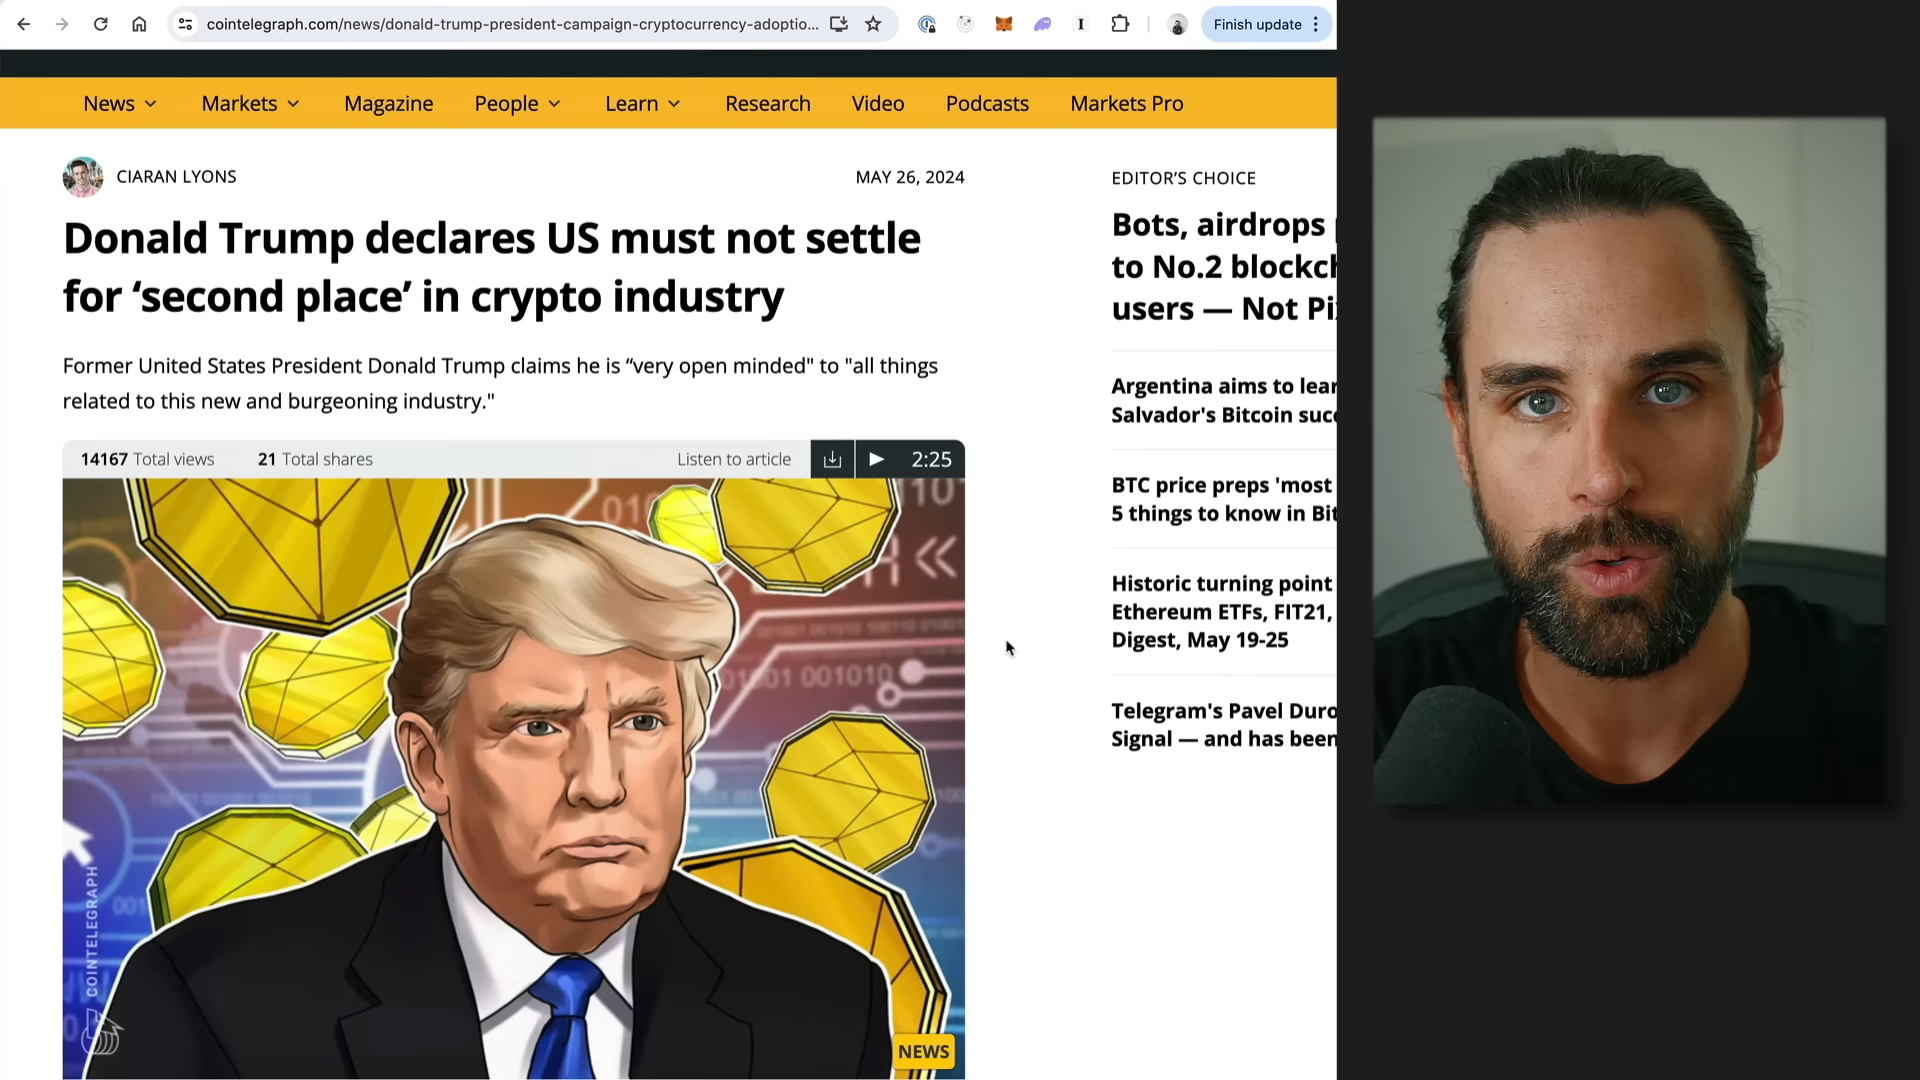 cointelegraph.com/news/donald-trump-president-campaign-cryptocurrency-adoptio...
Finish update
News
Markets
Magazine
People
Learn
Research
Video
Podcasts
Markets Pro
CIARAN LYONS
MAY 26, 2024
Donald Trump declares US must not settle
for ‘second place’ in crypto industry
Former United States President Donald Trump claims he is “very open minded" to "all things
related to this new and burgeoning industry."
14167 Total views
21 Total shares
Listen to article
2:25
COINTELEGRAPH
NEWS
EDITOR’S CHOICE
Bots, airdrops
to No.2 blockch
users — Not Pi
Argentina aims to lear
Salvador's Bitcoin succ
BTC price preps 'most
5 things to know in Bit
Historic turning point
Ethereum ETFs, FIT21,
Digest, May 19-25
Telegram's Pavel Duro
Signal — and has been